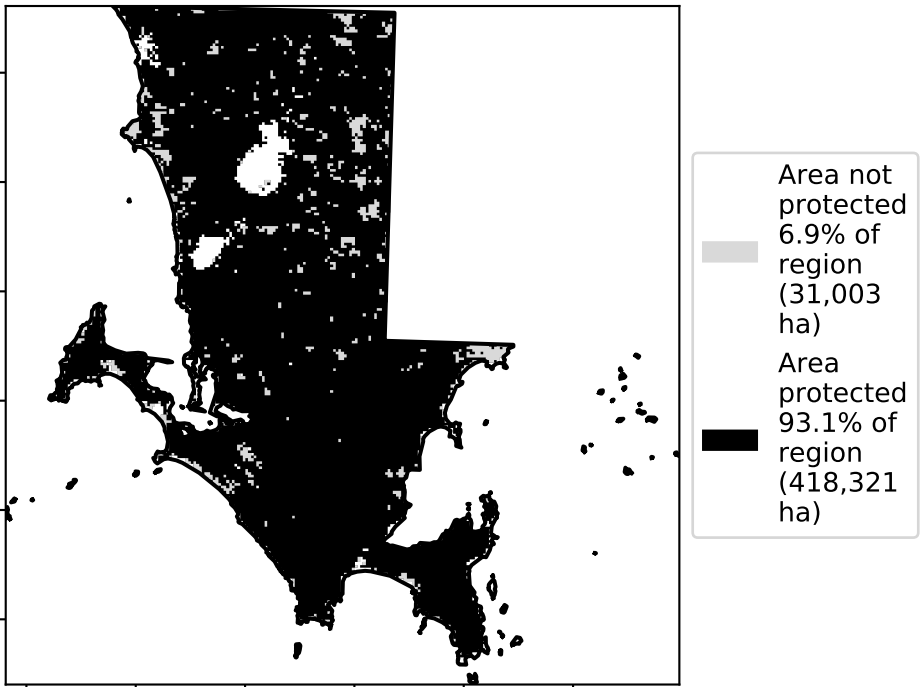 Area not
protected
6.9% of
region
(31,003
ha)
Area
protected
93.1% of
region
(418,321
ha)